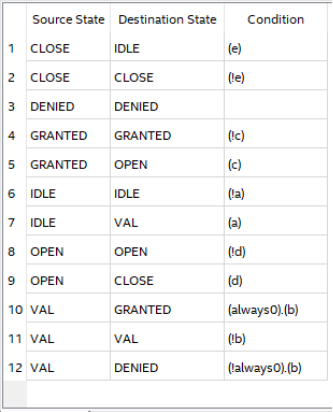 Source State Destination State Condition
1 CLOSE IDLE (e)
2 CLOSE CLOSE (!e)
3 DENIED DENIED
4 GRANTED GRANTED (!c)
5 GRANTED OPEN (c)
6 IDLE IDLE (!a)
7 IDLE VAL (a)
8 OPEN OPEN (!d)
9 OPEN CLOSE (d)
10 VAL GRANTED (always0).(b)
11 VAL VAL (!b)
12 VAL DENIED (!always0).(b)